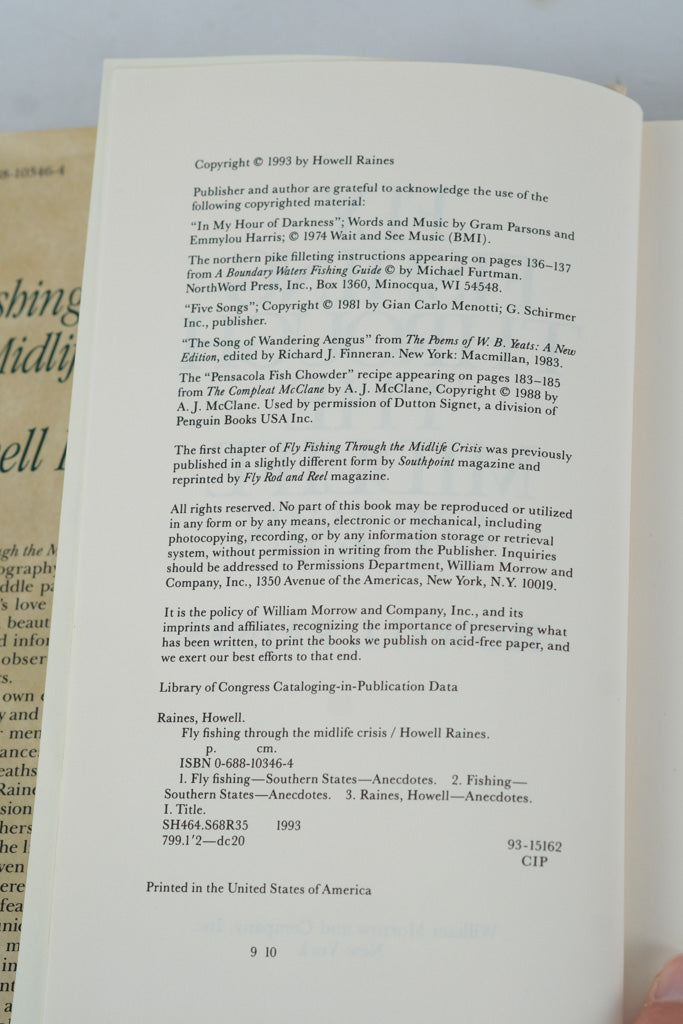 Copyright © 1993 by Howell Raines
Publisher and author are grateful to acknowledge the use of the
following copyrighted material:
“In My Hour of Darkness”; Words and Music by Gram Parsons and
Emmylou Harris; © 1974 Wait and See Music (BMI).
The northern pike filleting instructions appearing on pages 136–137
from A Boundary Waters Fishing Guide © by Michael Furtman.
NorthWord Press, Inc., Box 1360, Minocqua, WI 54548.
“Five Songs”; Copyright © 1981 by Gian Carlo Menotti; G. Schirmer
Inc., publisher.
“The Song of Wandering Aengus” from The Poems of W. B. Yeats: A New
Edition, edited by Richard J. Finneran. New York: Macmillan, 1983.
The “Pensacola Fish Chowder” recipe appearing on pages 183–185
from The Compleat McClane by A. J. McClane, Copyright © 1988 by
A. J. McClane. Used by permission of Dutton Signet, a division of
Penguin Books USA Inc.
The first chapter of Fly Fishing Through the Midlife Crisis was previously
published in a slightly different form by Southpoint magazine and
reprinted by Fly Rod and Reel magazine.
All rights reserved. No part of this book may be reproduced or utilized
in any form or by any means, electronic or mechanical, including
photocopying, recording, or by any information storage or retrieval
system, without permission in writing from the Publisher. Inquiries
should be addressed to Permissions Department, William Morrow and
Company, Inc., 1350 Avenue of the Americas, New York, N.Y. 10019.
It is the policy of William Morrow and Company, Inc., and its
imprints and affiliates, recognizing the importance of preserving what
has been written, to print the books we publish on acid-free paper, and
we exert our best efforts to that end.
Library of Congress Cataloging-in-Publication Data
Raines, Howell.
Fly fishing through the midlife crisis / Howell Raines.
p. cm.
ISBN 0-688-10346-4
1. Fly fishing—Southern States—Anecdotes. 2. Fishing—
Southern States—Anecdotes. 3. Raines, Howell—Anecdotes.
I. Title.
SH464.S68R35 1993
799.1'2—dc20
93-15162
CIP
Printed in the United States of America
9 10